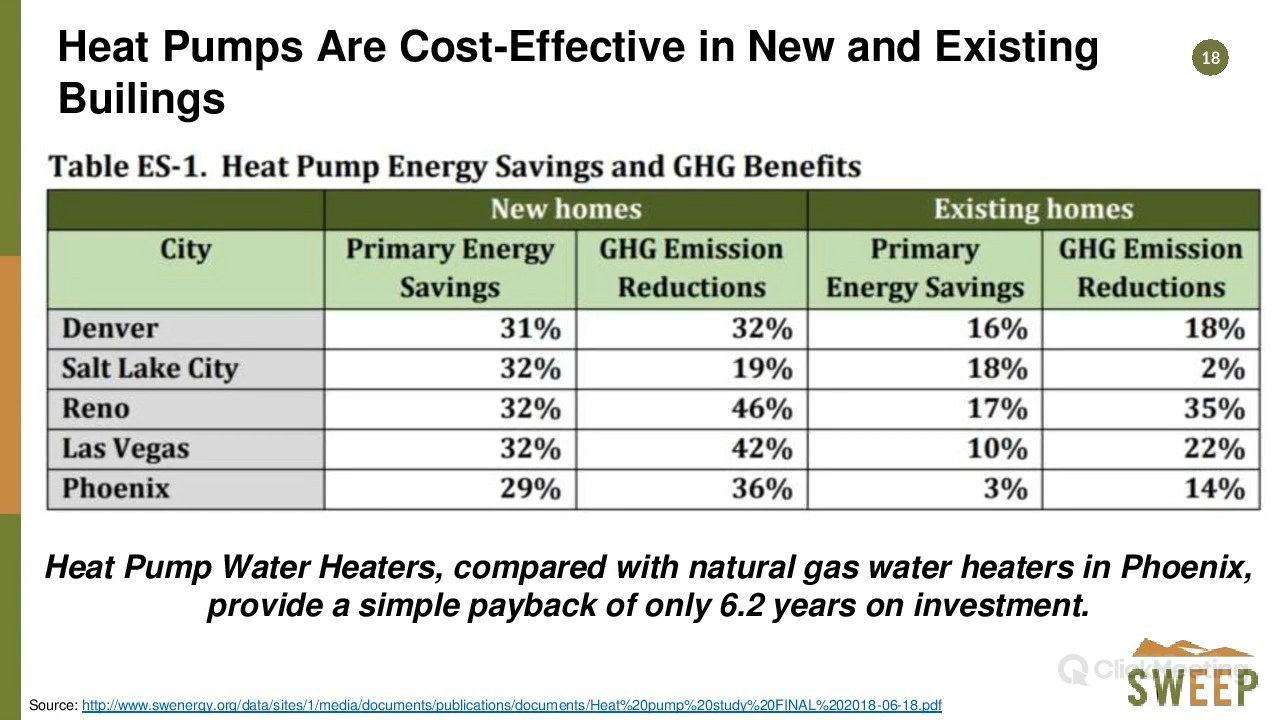 Heat Pumps Are Cost-Effective in New and Existing
Builings
18
Table ES-1. Heat Pump Energy Savings and GHG Benefits
New homes Existing homes
City Primary Energy Savings GHG Emission Reductions Primary Energy Savings GHG Emission Reductions
Denver 31% 32% 16% 18%
Salt Lake City 32% 19% 18% 2%
Reno 32% 46% 17% 35%
Las Vegas 32% 42% 10% 22%
Phoenix 29% 36% 3% 14%
Heat Pump Water Heaters, compared with natural gas water heaters in Phoenix,
provide a simple payback of only 6.2 years on investment.
ClickMeeting
SWEEP
Source: http://www.swenergy.org/data/sites/1/media/documents/publications/documents/Heat%20pump%20study%20FINAL%202018-06-18.pdf